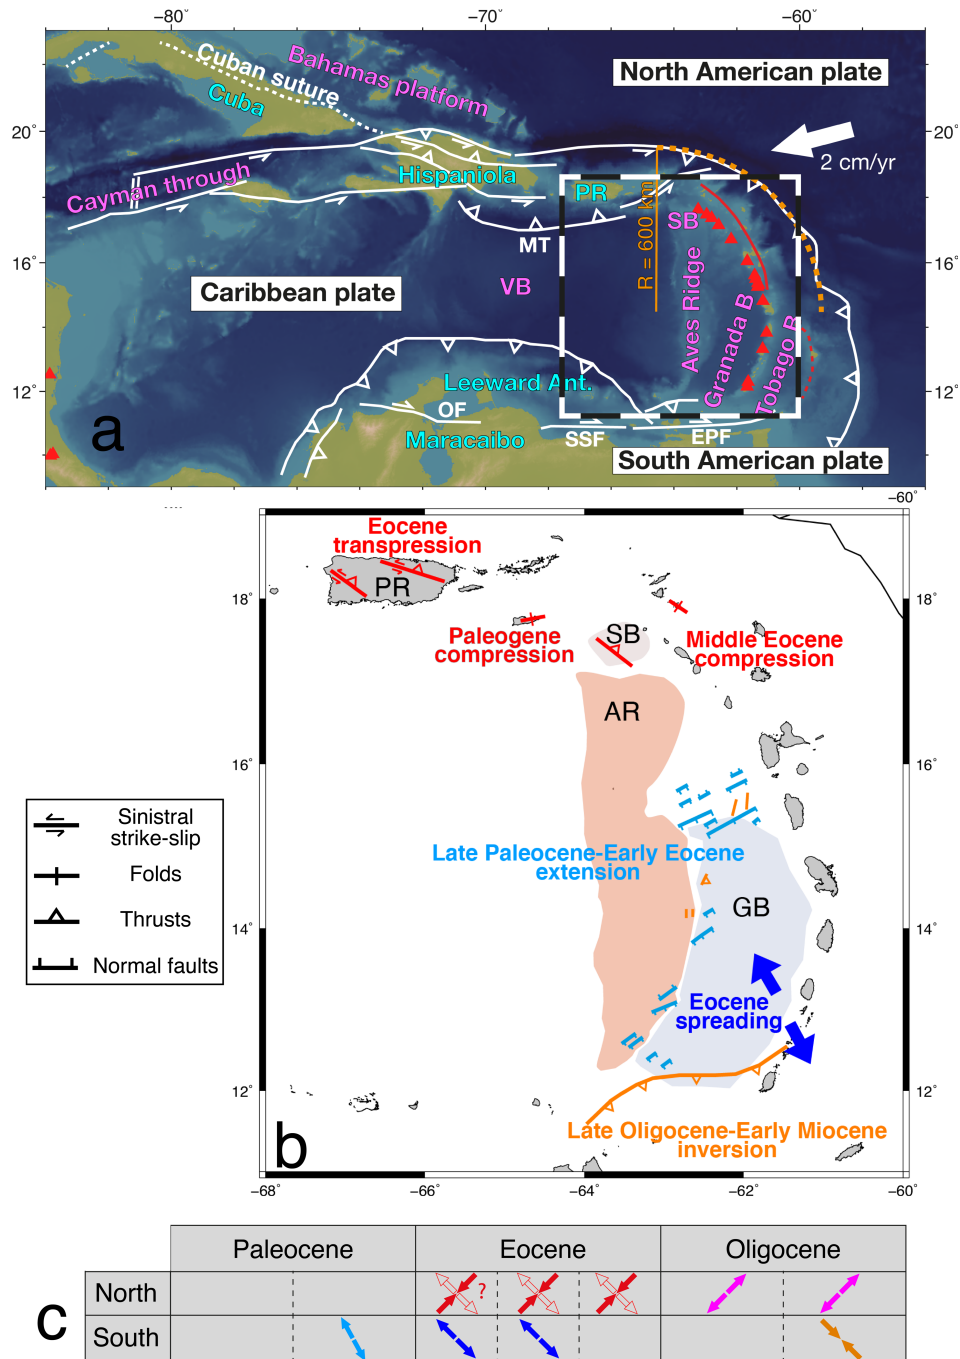 −80° −70° −60°
North American plate
Bahamas platform
Cuban suture
Cuba
20° 20°
2 cm/yr
Hispaniola
Cayman through
PR
SB
MT
R = 600 km
16° 16°
VB
Caribbean plate
Aves Ridge
Granada B
Tobago B
12° 12°
Leeward Ant.
OF
Maracaibo
SSF
EPF
South American plate
a
−60°
Eocene
transpression
PR
18° 18°
Paleogene
compression
SB
Middle Eocene
compression
AR
16° 16°
Sinistral
strike-slip
Folds
Thrusts
Normal faults
Late Paleocene-Early Eocene
extension
GB
14° 14°
Eocene
spreading
12° 12°
Late Oligocene-Early Miocene
inversion
b
−68 −66 −64 −62 −60
Paleocene Eocene Oligocene
North ?
South
c